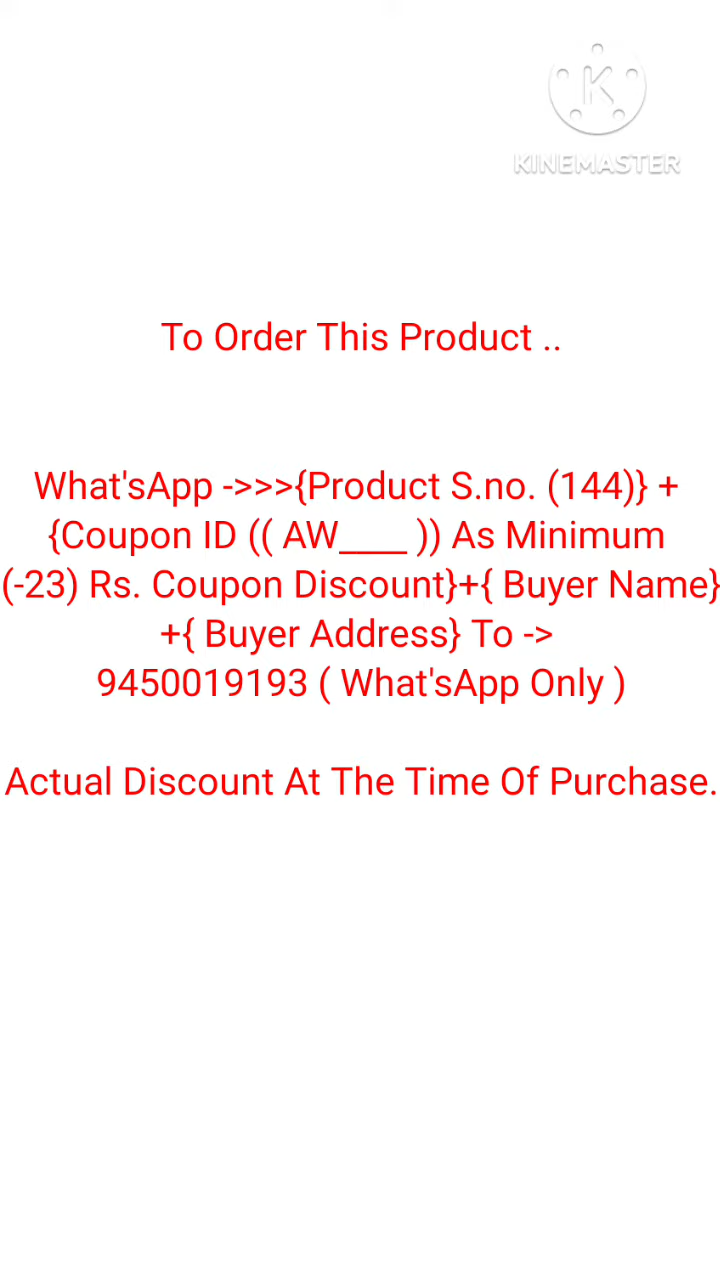 KINEMASTER
To Order This Product ..
What'sApp ->>>{Product S.no. (144)} +
{Coupon ID (( AW____ )) As Minimum
(-23) Rs. Coupon Discount}+{ Buyer Name}
+{ Buyer Address} To ->
9450019193 ( What'sApp Only )
Actual Discount At The Time Of Purchase.